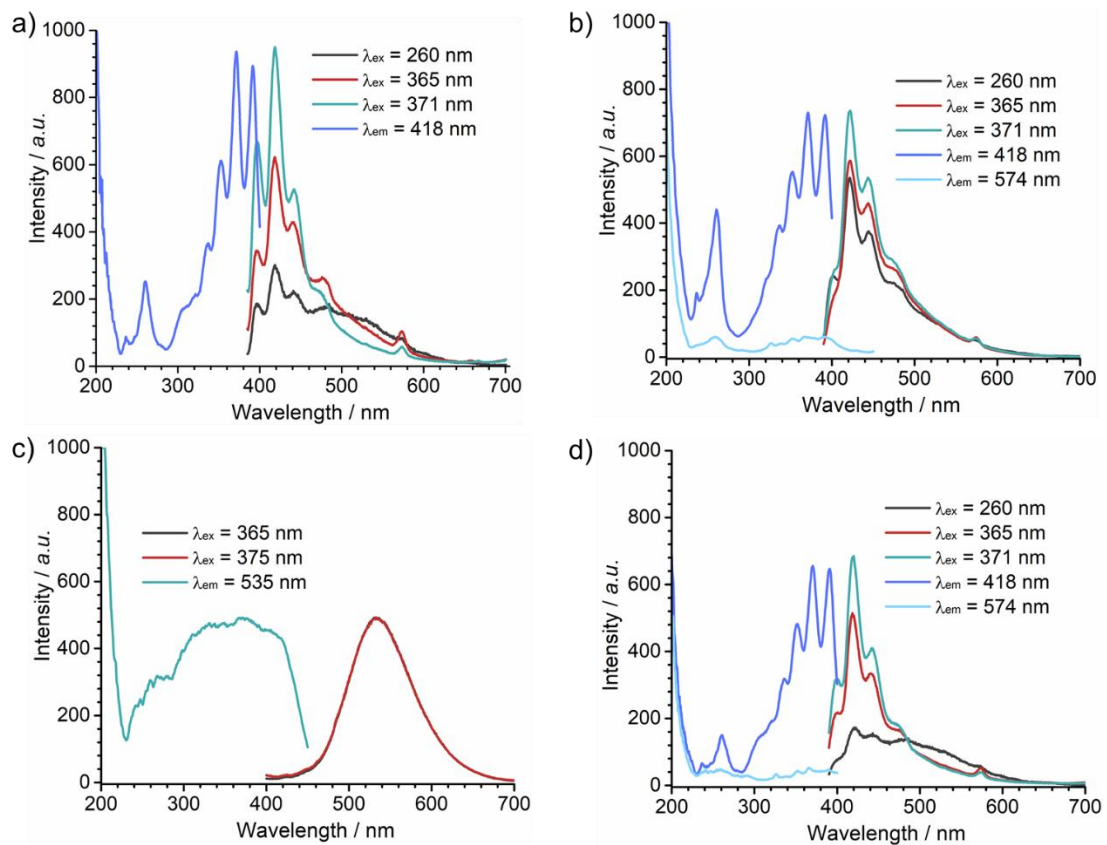 a)
1000
800
600
400
200
0
Intensity / a.u.
λex = 260 nm
λex = 365 nm
λex = 371 nm
λem = 418 nm
200 300 400 500 600 700
Wavelength / nm
b)
1000
800
600
400
200
0
Intensity / a.u.
λex = 260 nm
λex = 365 nm
λex = 371 nm
λem = 418 nm
λem = 574 nm
200 300 400 500 600 700
Wavelength / nm
c)
1000
800
600
400
200
0
Intensity / a.u.
λex = 365 nm
λex = 375 nm
λem = 535 nm
200 300 400 500 600 700
Wavelength / nm
d)
1000
800
600
400
200
0
Intensity / a.u.
λex = 260 nm
λex = 365 nm
λex = 371 nm
λem = 418 nm
λem = 574 nm
200 300 400 500 600 700
Wavelength / nm